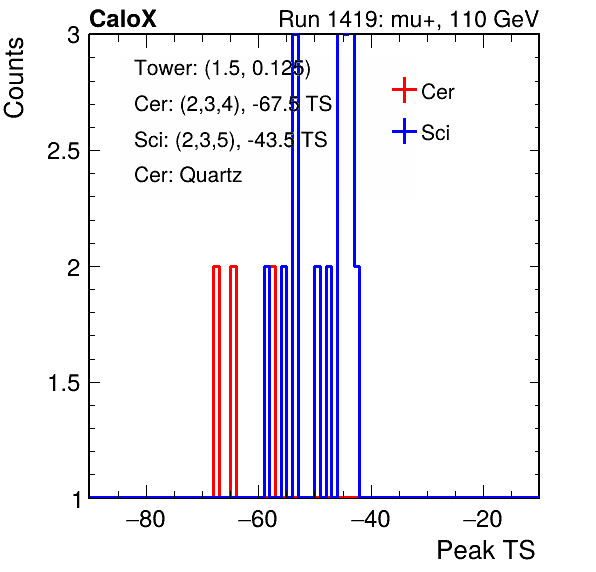 CaloX Run 1419: mu+, 110 GeV
Counts
3
2.5
2
1.5
1
Tower: (1.5, 0.125)
Cer: (2,3,4), -67.5 TS
Sci: (2,3,5), -43.5 TS
Cer: Quartz
Cer
Sci
−80 −60 −40 −20
Peak TS